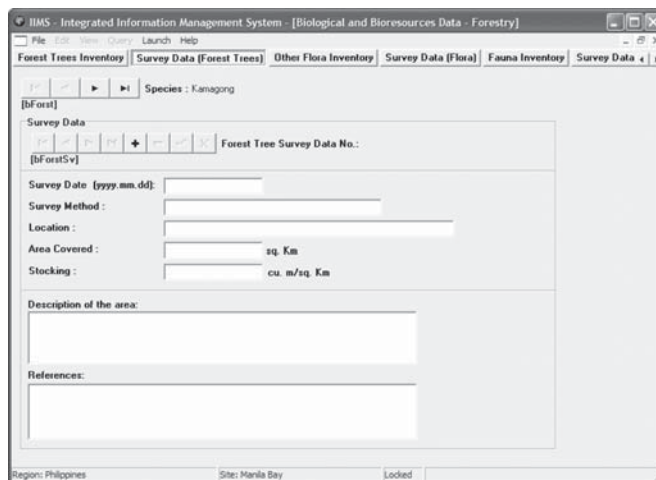 IIMS - Integrated Information Management System - [Biological and Bioresources Data - Forestry]
File Edit View Query Launch Help
Forest Trees Inventory Survey Data (Forest Trees) Other Flora Inventory Survey Data (Flora) Fauna Inventory Survey Data
Species : Kamagong
[bForst]
Survey Data
Forest Tree Survey Data No.:
[bForstSv]
Survey Date (yyyy.mm.dd):
Survey Method :
Location :
Area Covered : sq. Km
Stocking : cu. m/sq. Km
Description of the area:
References:
Region: Philippines Site: Manila Bay Locked